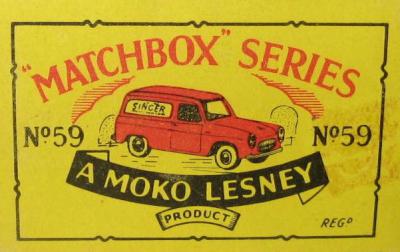 "MATCHBOX" SERIES
SINGER
Nº59
Nº59
A MOKO LESNEY
PRODUCT
REGD